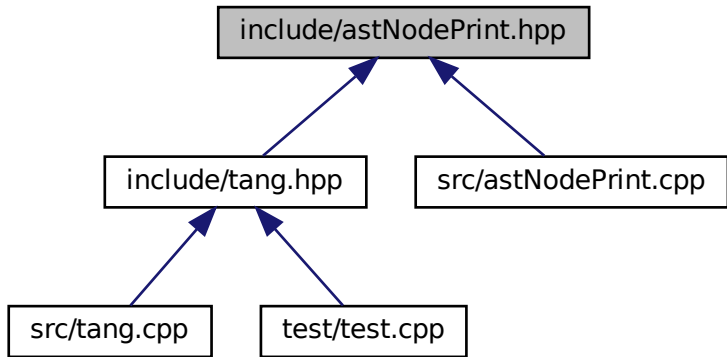 include/astNodePrint.hpp
include/tang.hpp
src/astNodePrint.cpp
src/tang.cpp
test/test.cpp